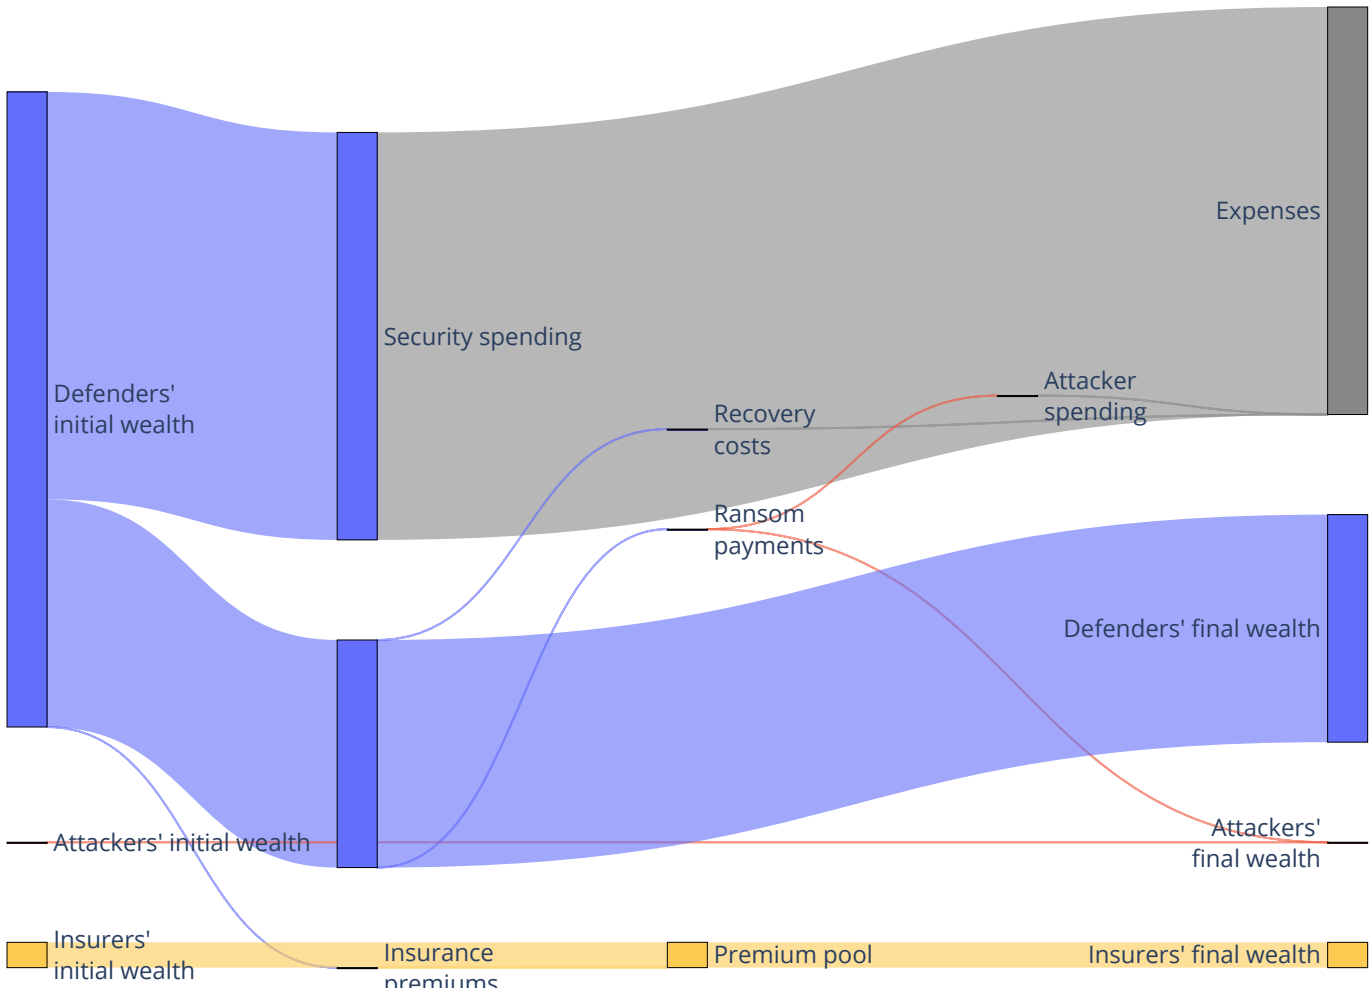 Expenses
Security spending
Attacker
spending
Defenders'
initial wealth
Recovery
costs
Ransom
payments
Defenders' final wealth
Attackers' initial wealth
Attackers'
final wealth
Insurers'
initial wealth
Insurance
premiums
Premium pool
Insurers' final wealth